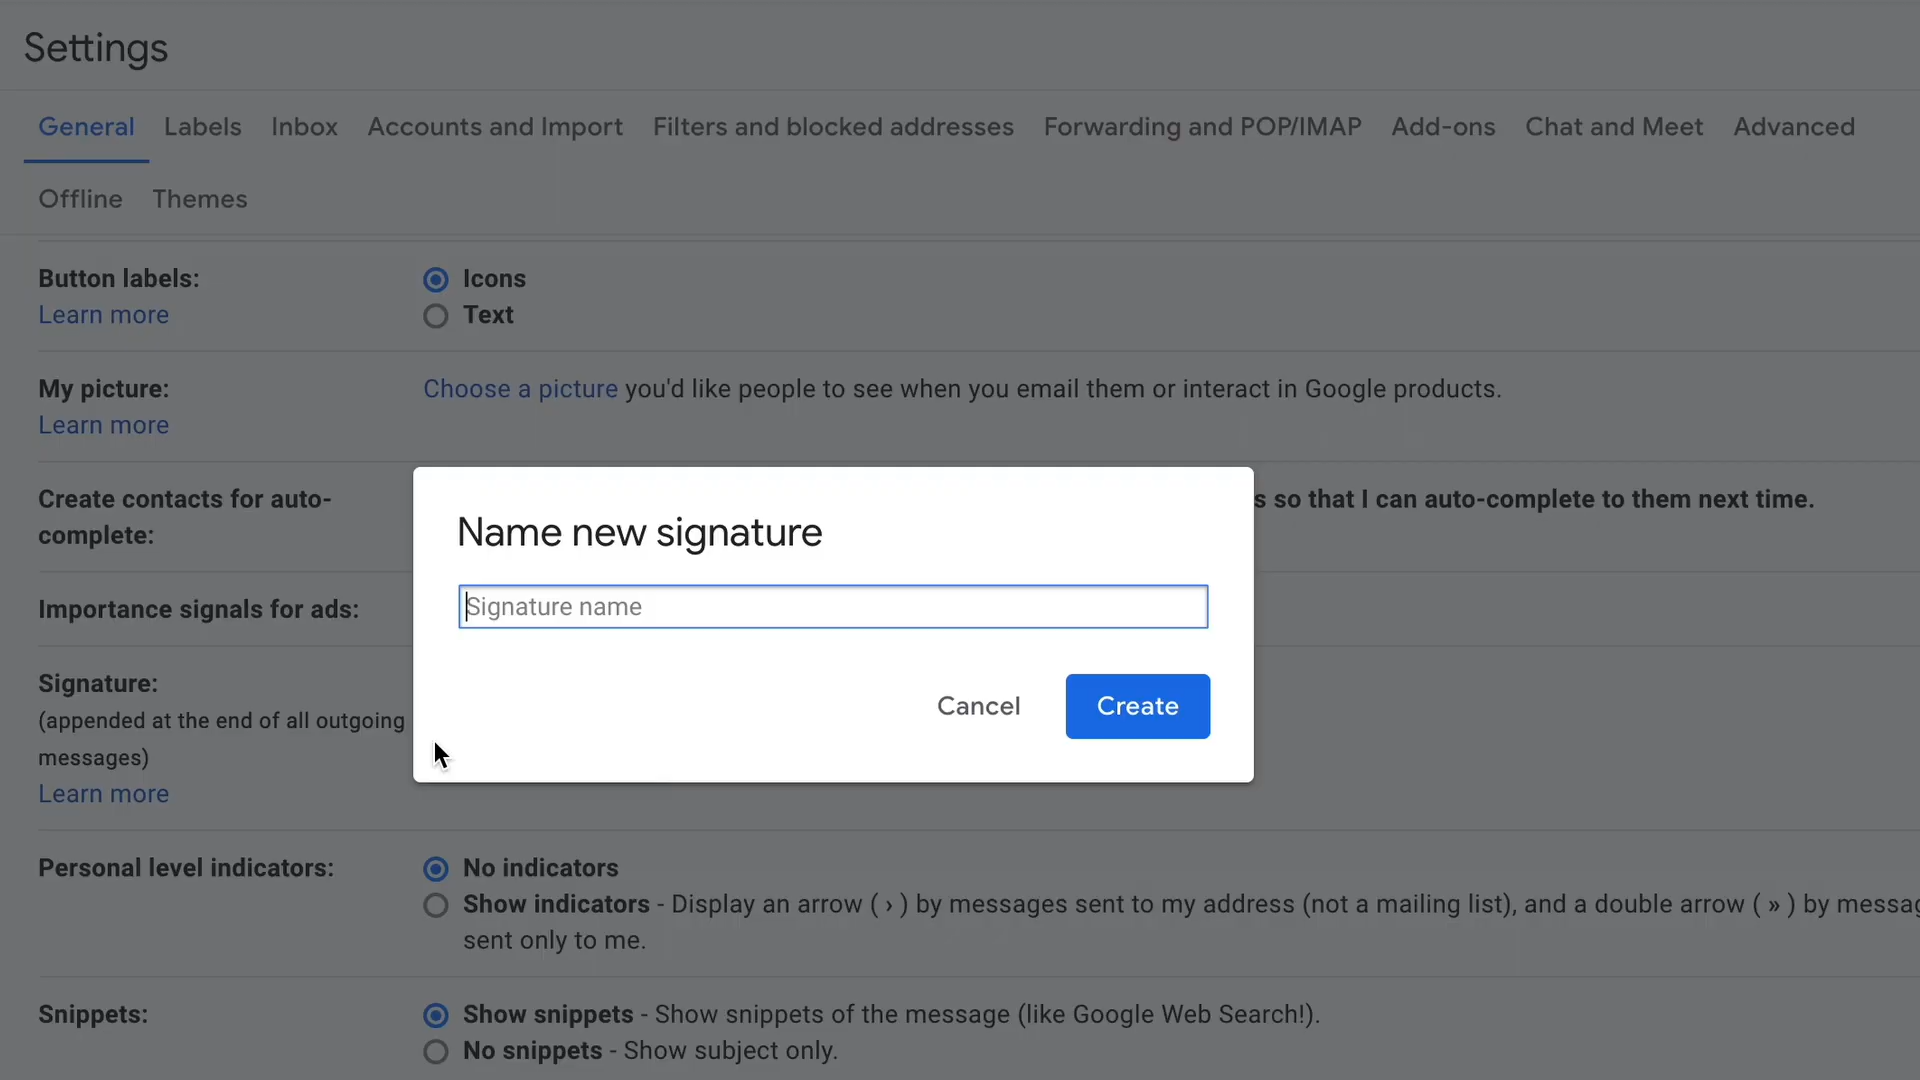 Settings
General Labels Inbox Accounts and Import Filters and blocked addresses Forwarding and POP/IMAP Add-ons Chat and Meet Advanced
Offline Themes
Button labels:
Learn more
Icons
Text
My picture:
Learn more
Choose a picture you'd like people to see when you email them or interact in Google products.
Create contacts for auto-
complete:
s so that I can auto-complete to them next time.
Name new signature
Signature name
Cancel Create
Importance signals for ads:
Signature:
(appended at the end of all outgoing
messages)
Learn more
Personal level indicators:
No indicators
Show indicators - Display an arrow ( › ) by messages sent to my address (not a mailing list), and a double arrow ( » ) by messag
sent only to me.
Snippets:
Show snippets - Show snippets of the message (like Google Web Search!).
No snippets - Show subject only.